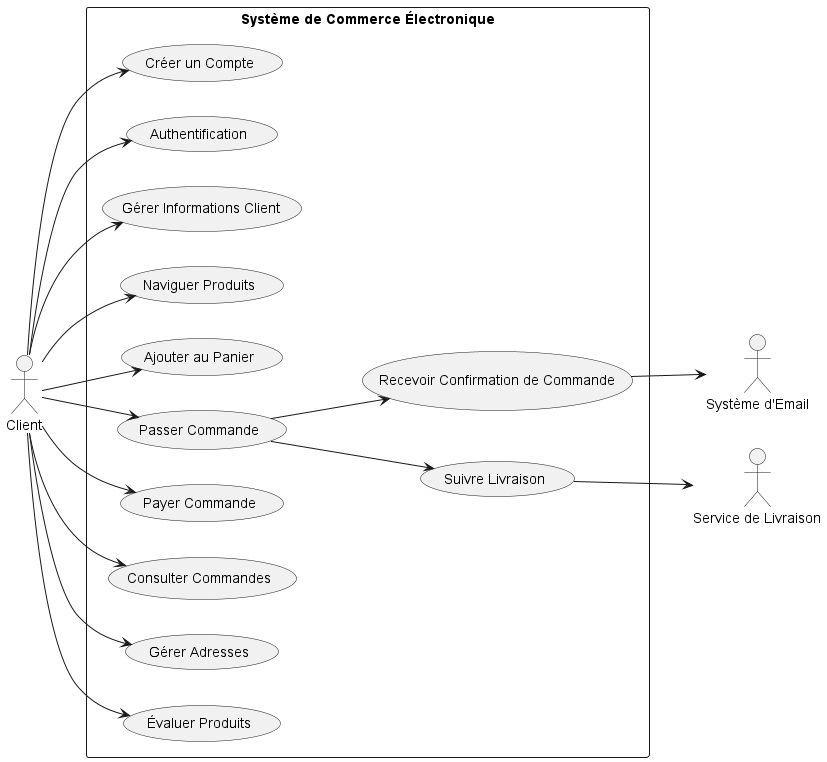 Système de Commerce Électronique
Créer un Compte
Authentification
Gérer Informations Client
Naviguer Produits
Ajouter au Panier
Client
Passer Commande
Recevoir Confirmation de Commande
Système d'Email
Suivre Livraison
Service de Livraison
Payer Commande
Consulter Commandes
Gérer Adresses
Évaluer Produits